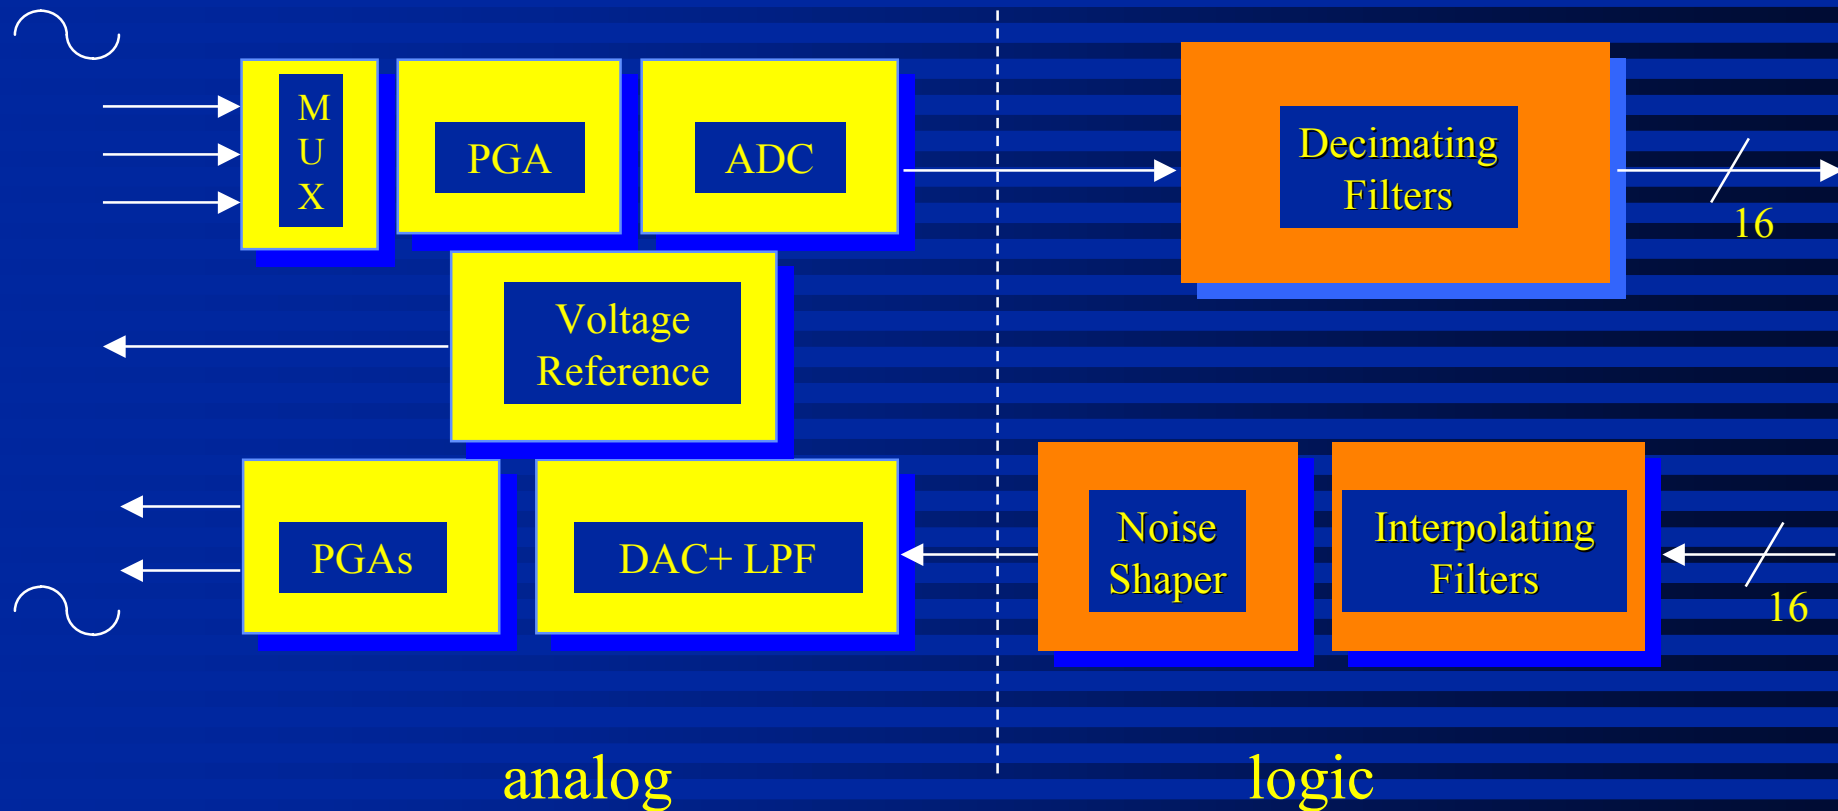 M
U
X
PGA
ADC
Decimating
Filters
16
Voltage
Reference
PGAs
DAC+ LPF
Noise
Shaper
Interpolating
Filters
16
analog
logic